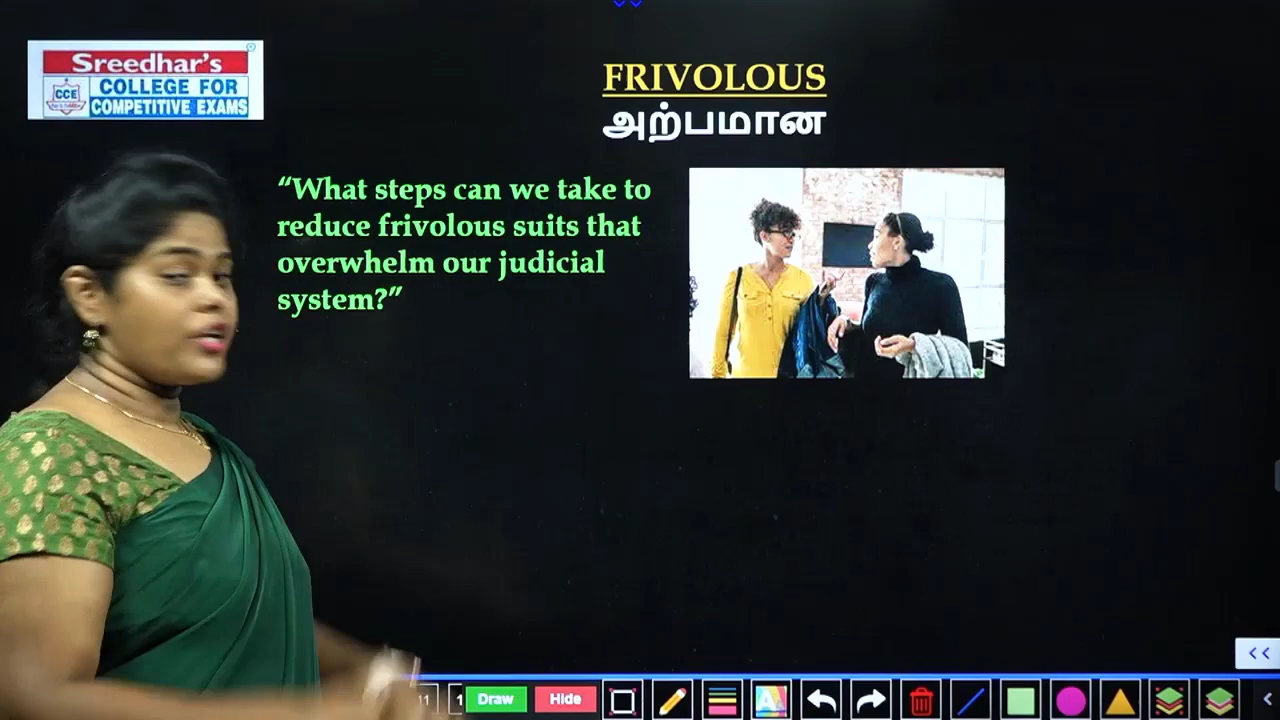 Sreedhar's
CCE
COLLEGE FOR
COMPETITIVE EXAMS
FRIVOLOUS
அற்பமான
“What steps can we take to
reduce frivolous suits that
overwhelm our judicial
system?”
Draw
Hide